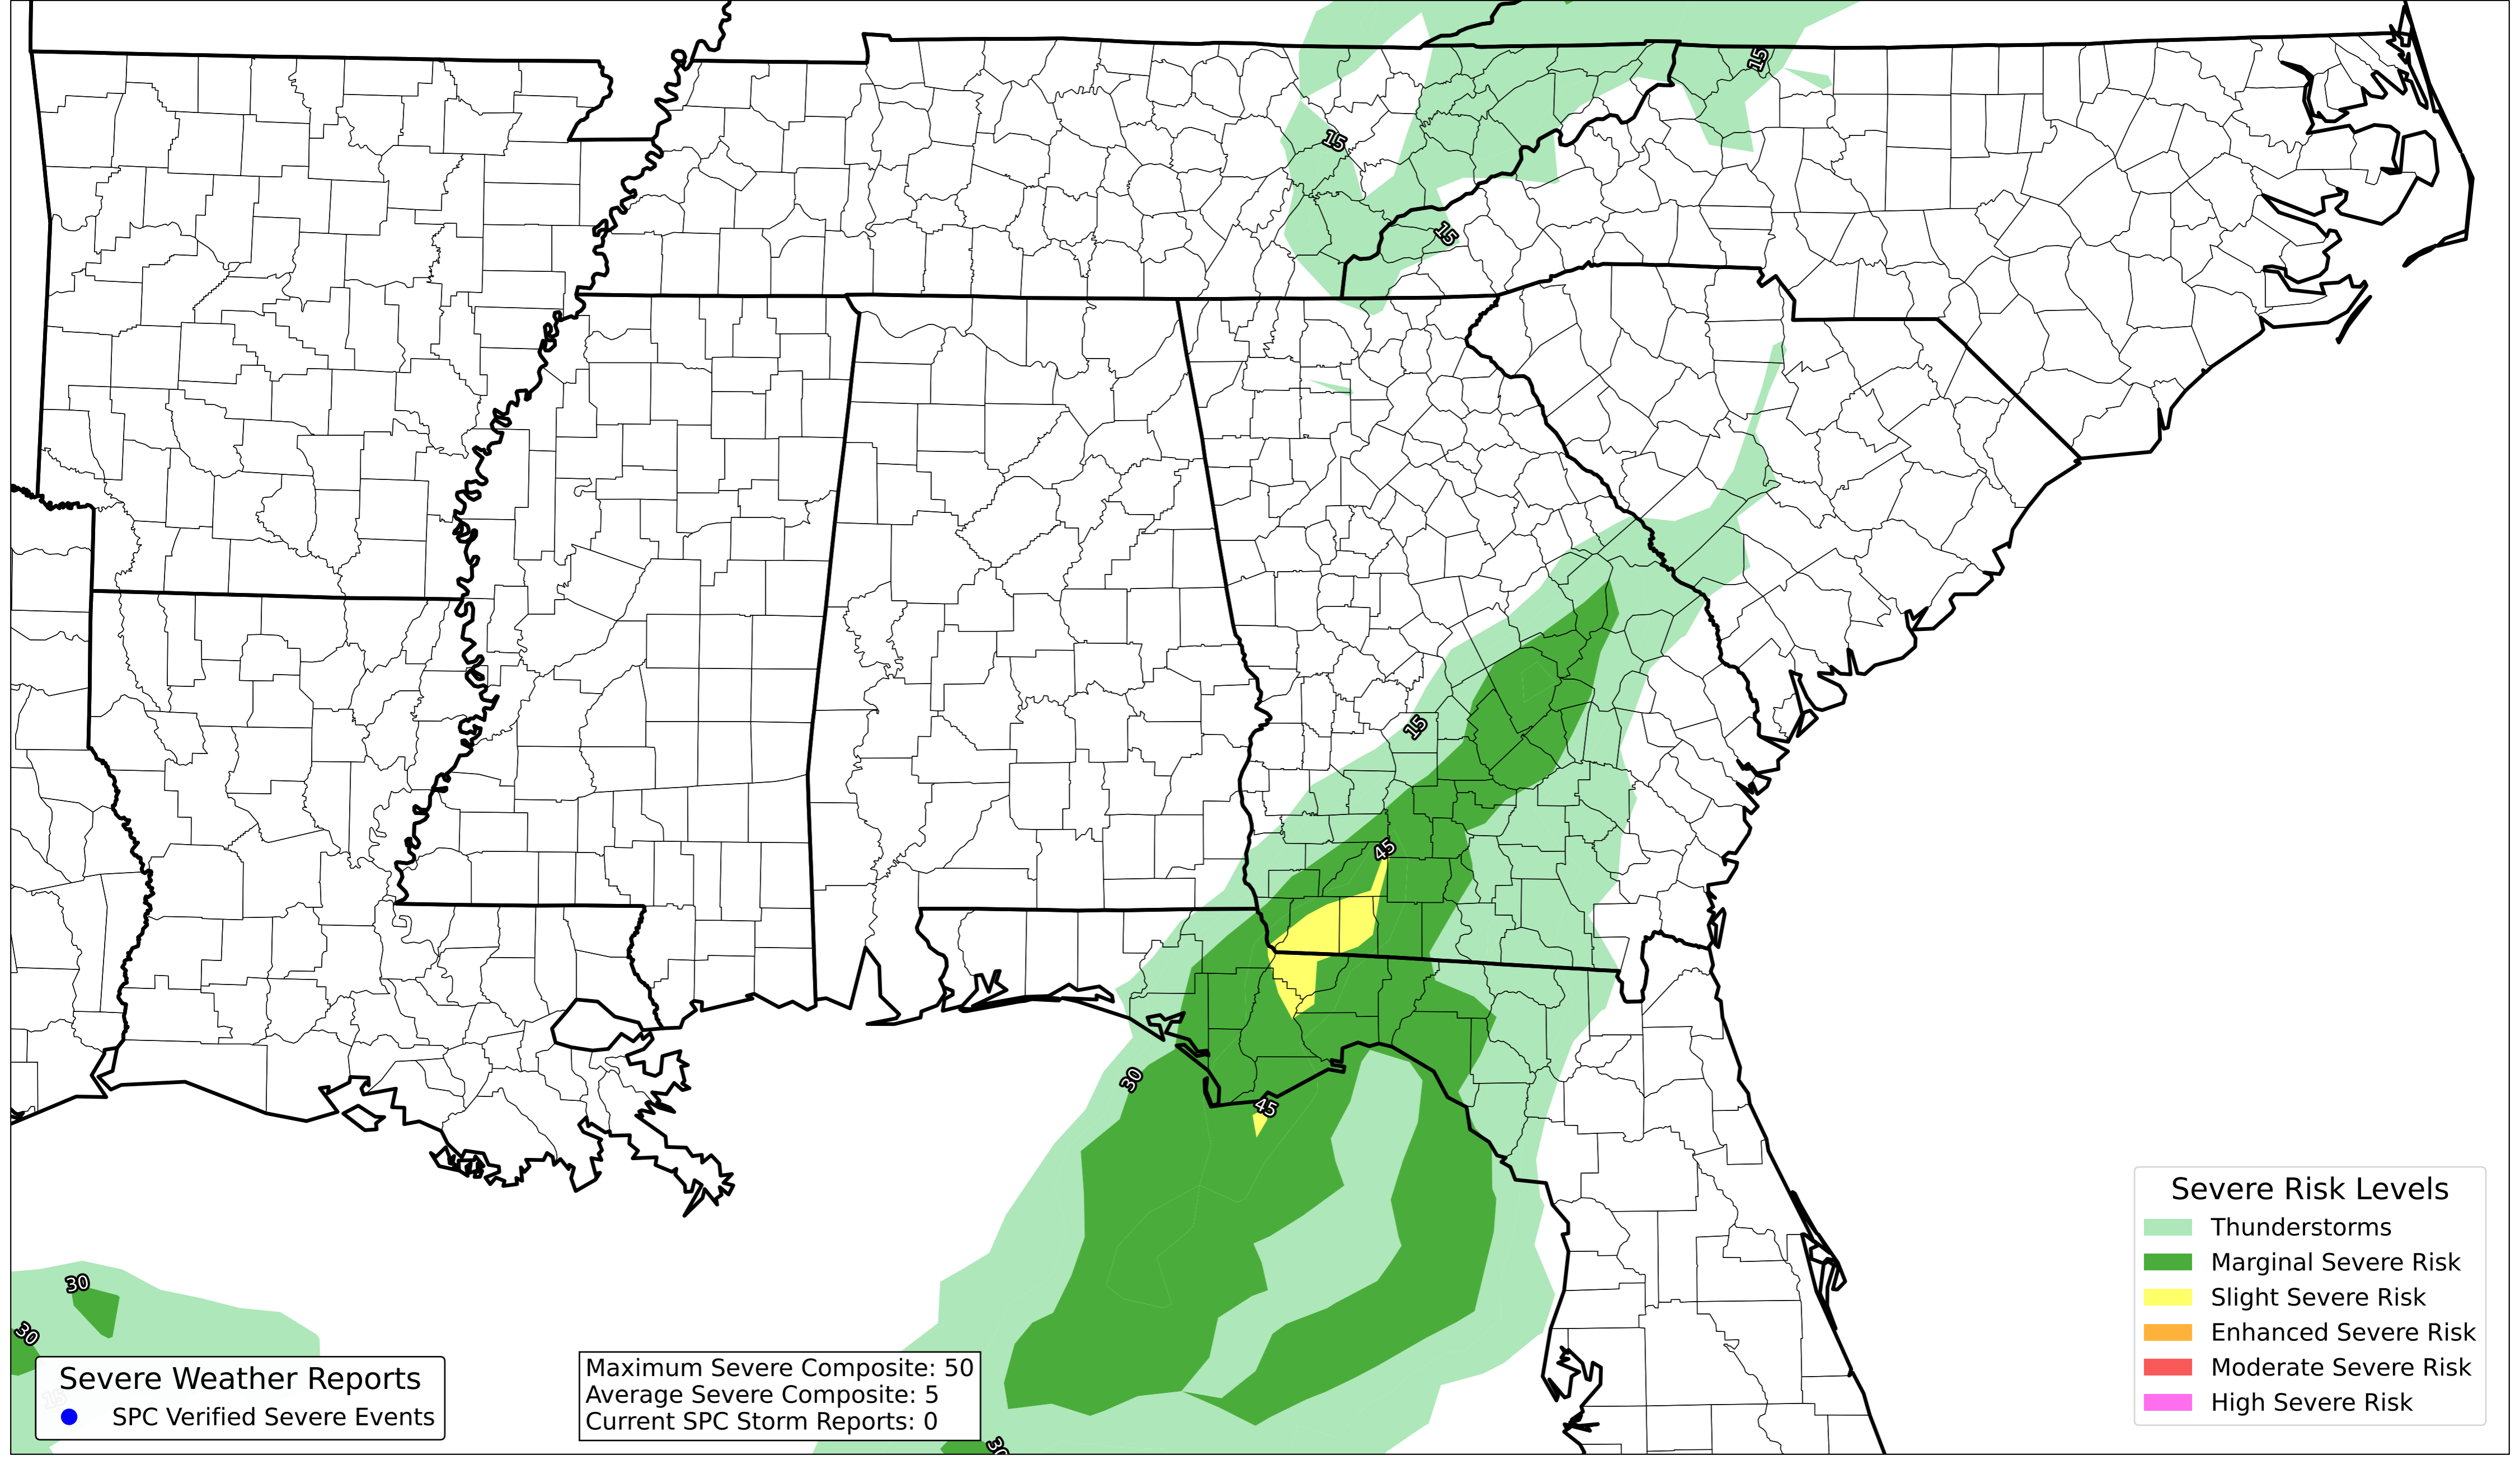 15
15
15
15
45
30
45
30
30
30
Severe Weather Reports
SPC Verified Severe Events
Maximum Severe Composite: 50
Average Severe Composite: 5
Current SPC Storm Reports: 0
Severe Risk Levels
Thunderstorms
Marginal Severe Risk
Slight Severe Risk
Enhanced Severe Risk
Moderate Severe Risk
High Severe Risk